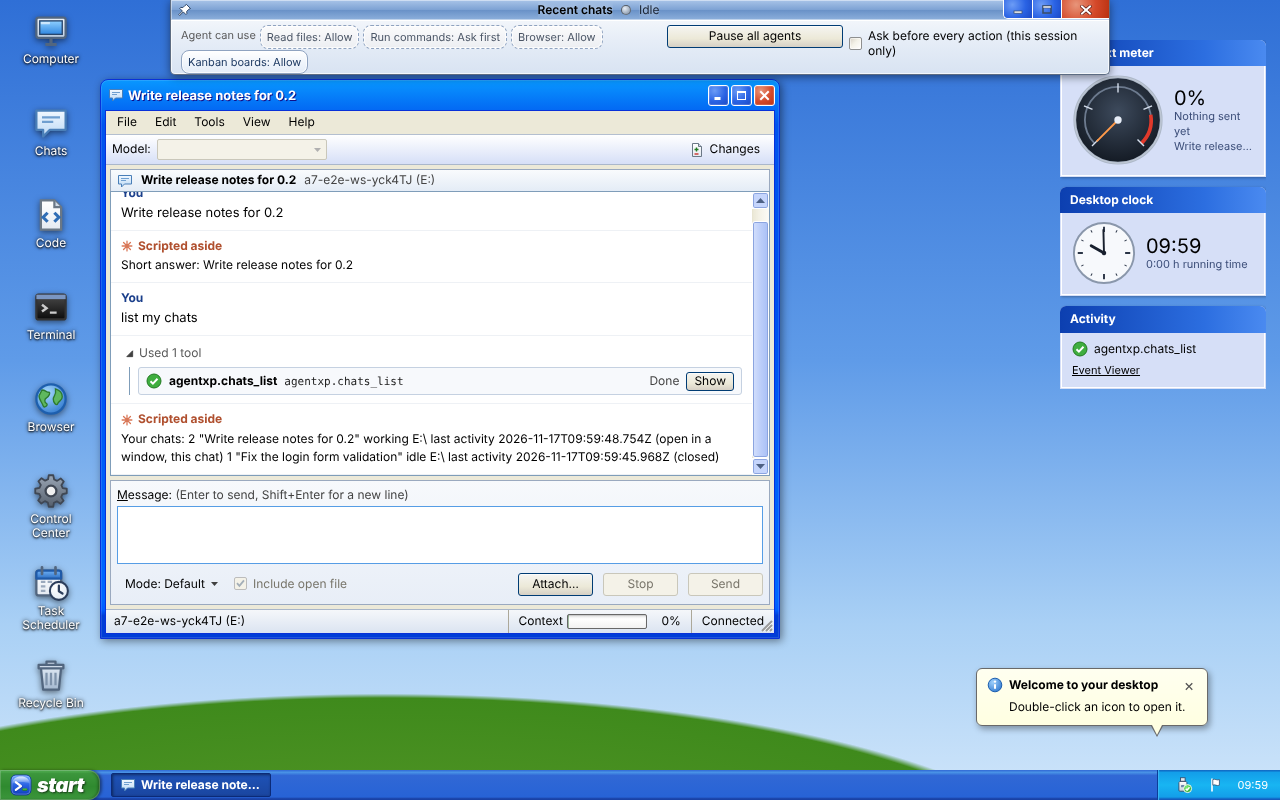 Recent chats Idle
Agent can use Read files: Allow Run commands: Ask first Browser: Allow
Kanban boards: Allow
Pause all agents
Ask before every action (this session only)
Computer
Chats
Code
Terminal
Browser
Control Center
Task Scheduler
Recycle Bin
Write release notes for 0.2
File Edit Tools View Help
Model:
Changes
Write release notes for 0.2 a7-e2e-ws-yck4TJ (E:)
You
Write release notes for 0.2
Scripted aside
Short answer: Write release notes for 0.2
You
list my chats
Used 1 tool
agentxp.chats_list agentxp.chats_list Done Show
Scripted aside
Your chats: 2 "Write release notes for 0.2" working E:\ last activity 2026-11-17T09:59:48.754Z (open in a
window, this chat) 1 "Fix the login form validation" idle E:\ last activity 2026-11-17T09:59:45.968Z (closed)
Message: (Enter to send, Shift+Enter for a new line)
Mode: Default Include open file Attach... Stop Send
a7-e2e-ws-yck4TJ (E:) Context 0% Connected
meter
0%
Nothing sent
yet
Write release...
Desktop clock
09:59
0:00 h running time
Activity
agentxp.chats_list
Event Viewer
Welcome to your desktop
Double-click an icon to open it.
start
Write release note...
09:59